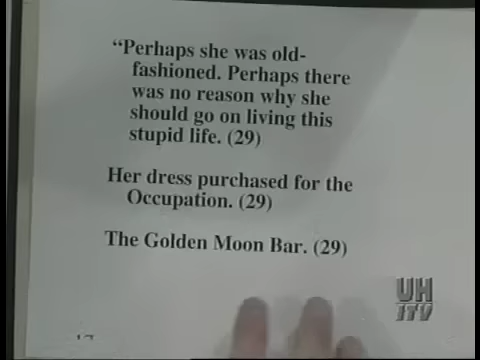 “Perhaps she was old-
fashioned. Perhaps there
was no reason why she
should go on living this
stupid life. (29)
Her dress purchased for the
Occupation. (29)
The Golden Moon Bar. (29)
UH
ITV